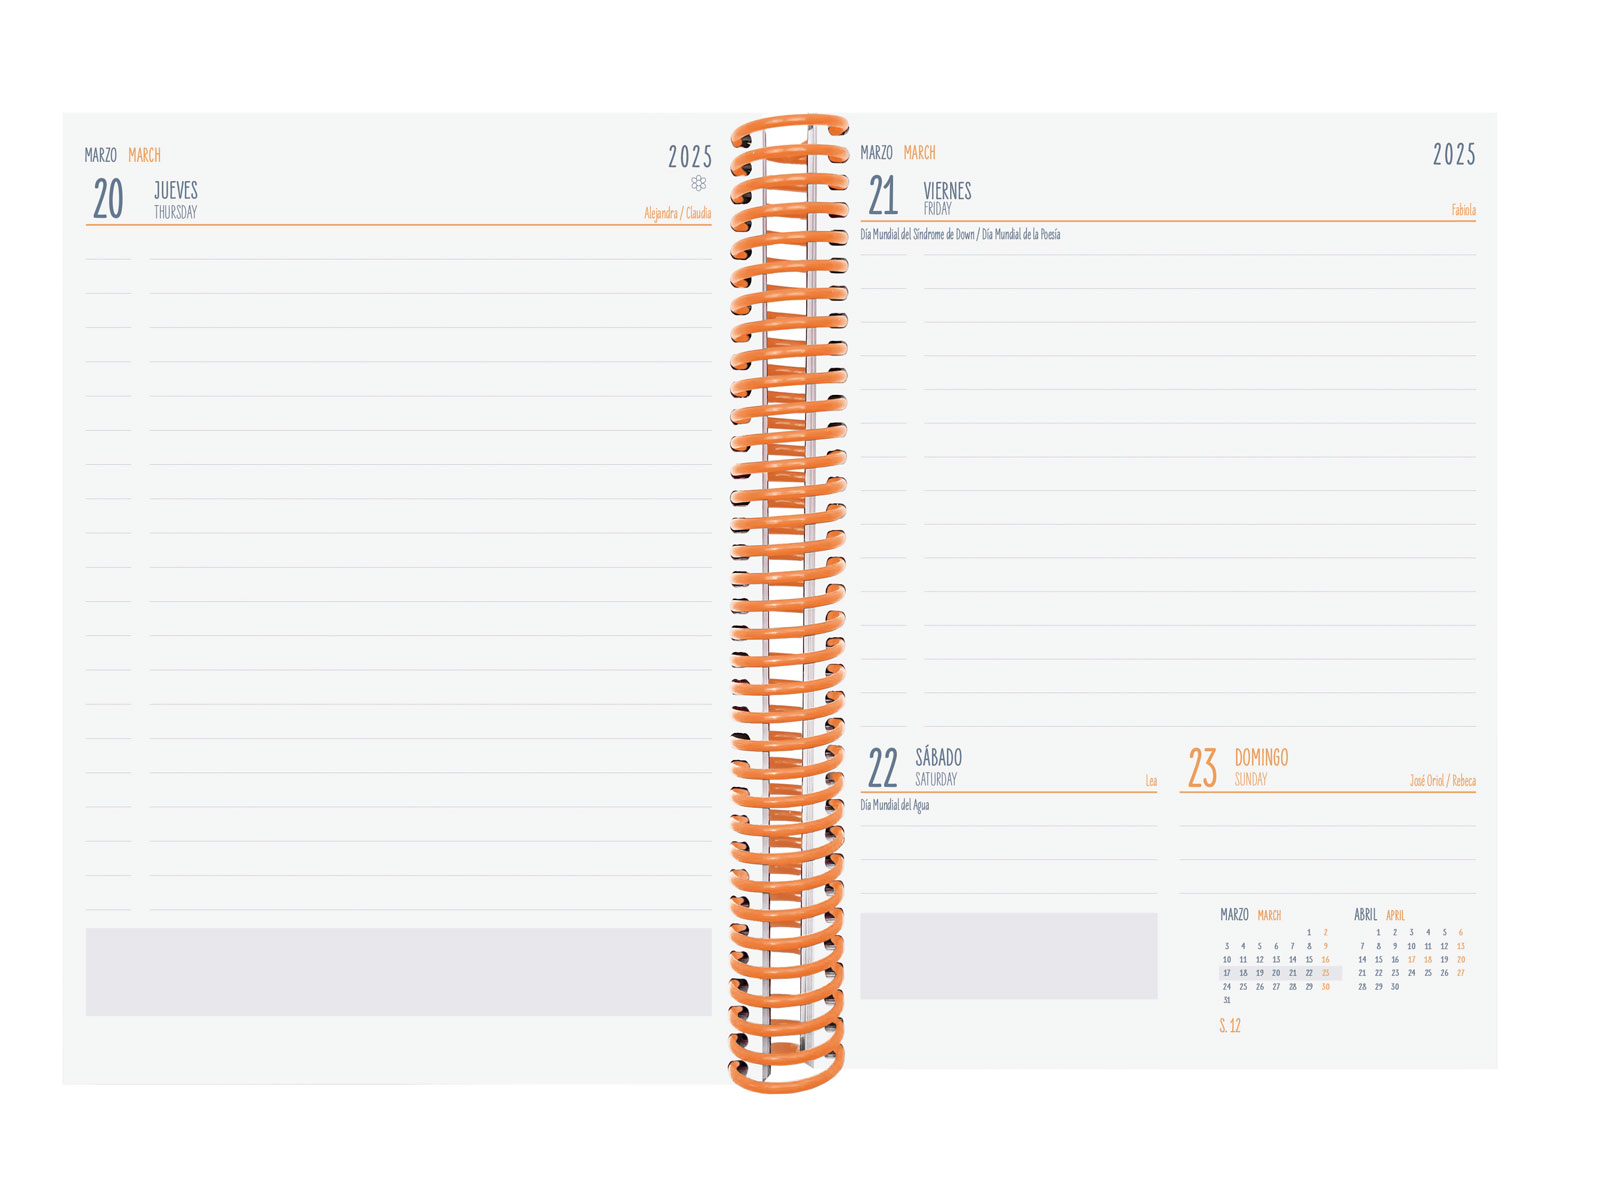 MARZO MARCH 2025
20 JUEVES
THURSDAY Alejandra / Claudia
MARZO MARCH 2025
21 VIERNES
FRIDAY Fabiola
Día Mundial del Síndrome de Down / Día Mundial de la Poesía
22 SÁBADO
SATURDAY Lea
Día Mundial del Agua
23 DOMINGO
SUNDAY José Oriol / Rebeca
MARZO MARCH
1 2
3 4 5 6 7 8 9
10 11 12 13 14 15 16
17 18 19 20 21 22 23
24 25 26 27 28 29 30
31
ABRIL APRIL
1 2 3 4 5 6
7 8 9 10 11 12 13
14 15 16 17 18 19 20
21 22 23 24 25 26 27
28 29 30
S. 12